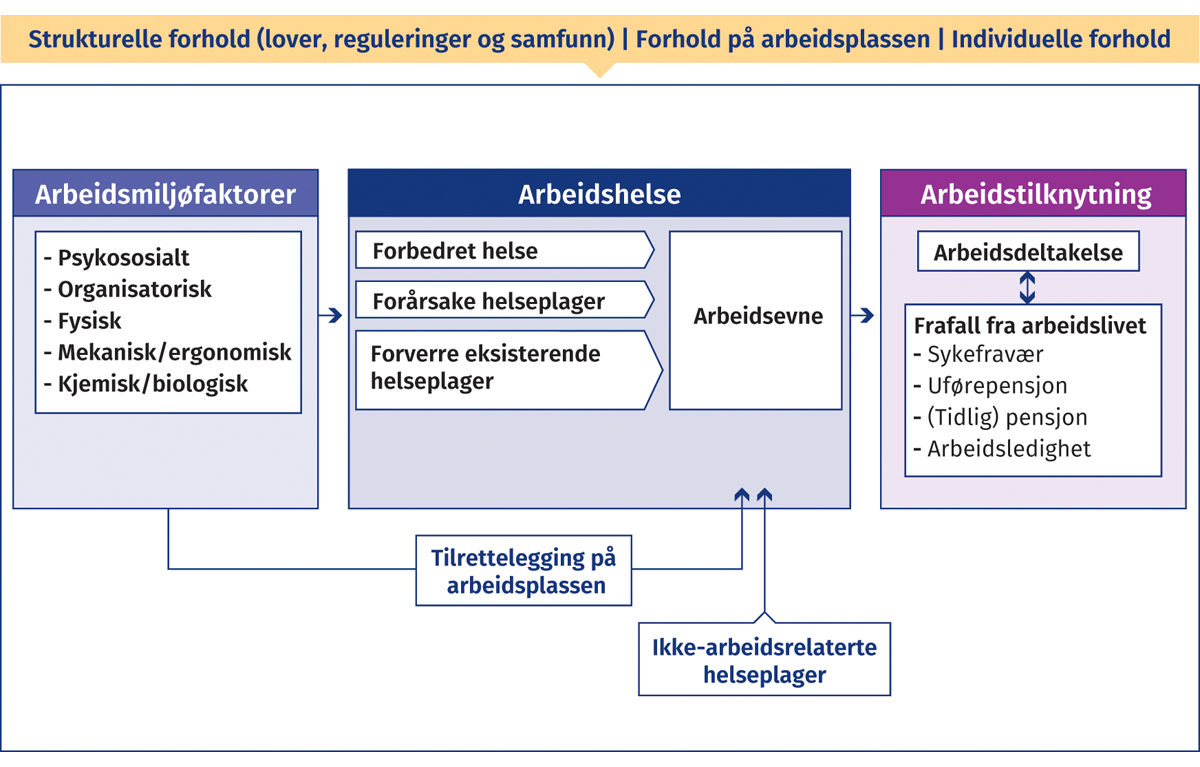 Strukturelle forhold (lover, reguleringer og samfunn) | Forhold på arbeidsplassen | Individuelle forhold
Arbeidsmiljøfaktorer
- Psykososialt
- Organisatorisk
- Fysisk
- Mekanisk/ergonomisk
- Kjemisk/biologisk
Arbeidshelse
Forbedret helse
Forårsake helseplager
Forverre eksisterende
helseplager
Arbeidsevne
Arbeidstilknytning
Arbeidsdeltakelse
Frafall fra arbeidslivet
- Sykefravær
- Uførepensjon
- (Tidlig) pensjon
- Arbeidsledighet
Tilrettelegging på
arbeidsplassen
Ikke-arbeidsrelaterte
helseplager